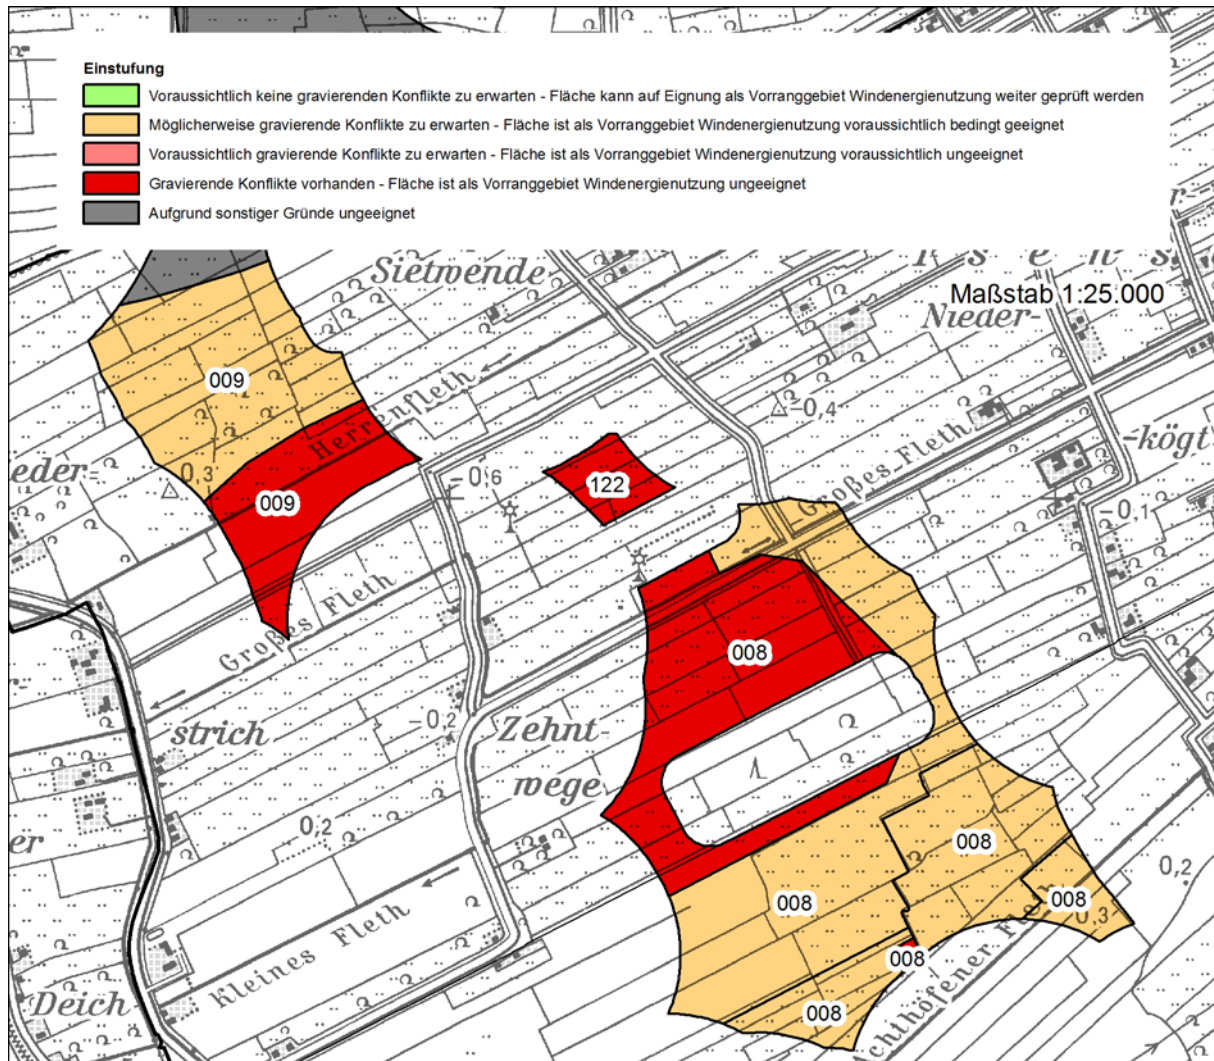 Einstufung
Voraussichtlich keine gravierenden Konflikte zu erwarten - Fläche kann auf Eignung als Vorranggebiet Windenergienutzung weiter geprüft werden
Möglicherweise gravierende Konflikte zu erwarten - Fläche ist als Vorranggebiet Windenergienutzung voraussichtlich bedingt geeignet
Voraussichtlich gravierende Konflikte zu erwarten - Fläche ist als Vorranggebiet Windenergienutzung voraussichtlich ungeeignet
Gravierende Konflikte vorhanden - Fläche ist als Vorranggebiet Windenergienutzung ungeeignet
Aufgrund sonstiger Gründe ungeeignet
Sietwende
Maßstab 1:25.000
Nieder-
009
Herrenfleth
-0,4
Großes Fleth
-kögt
eder-
0,3
-0,6
122
009
-0,1
Großes Fleth
008
-0,2
strich
Zehnt-
wege
0,2
er
008
0,2
008
008
0,3
Kleines Fleth
008
Deich
008